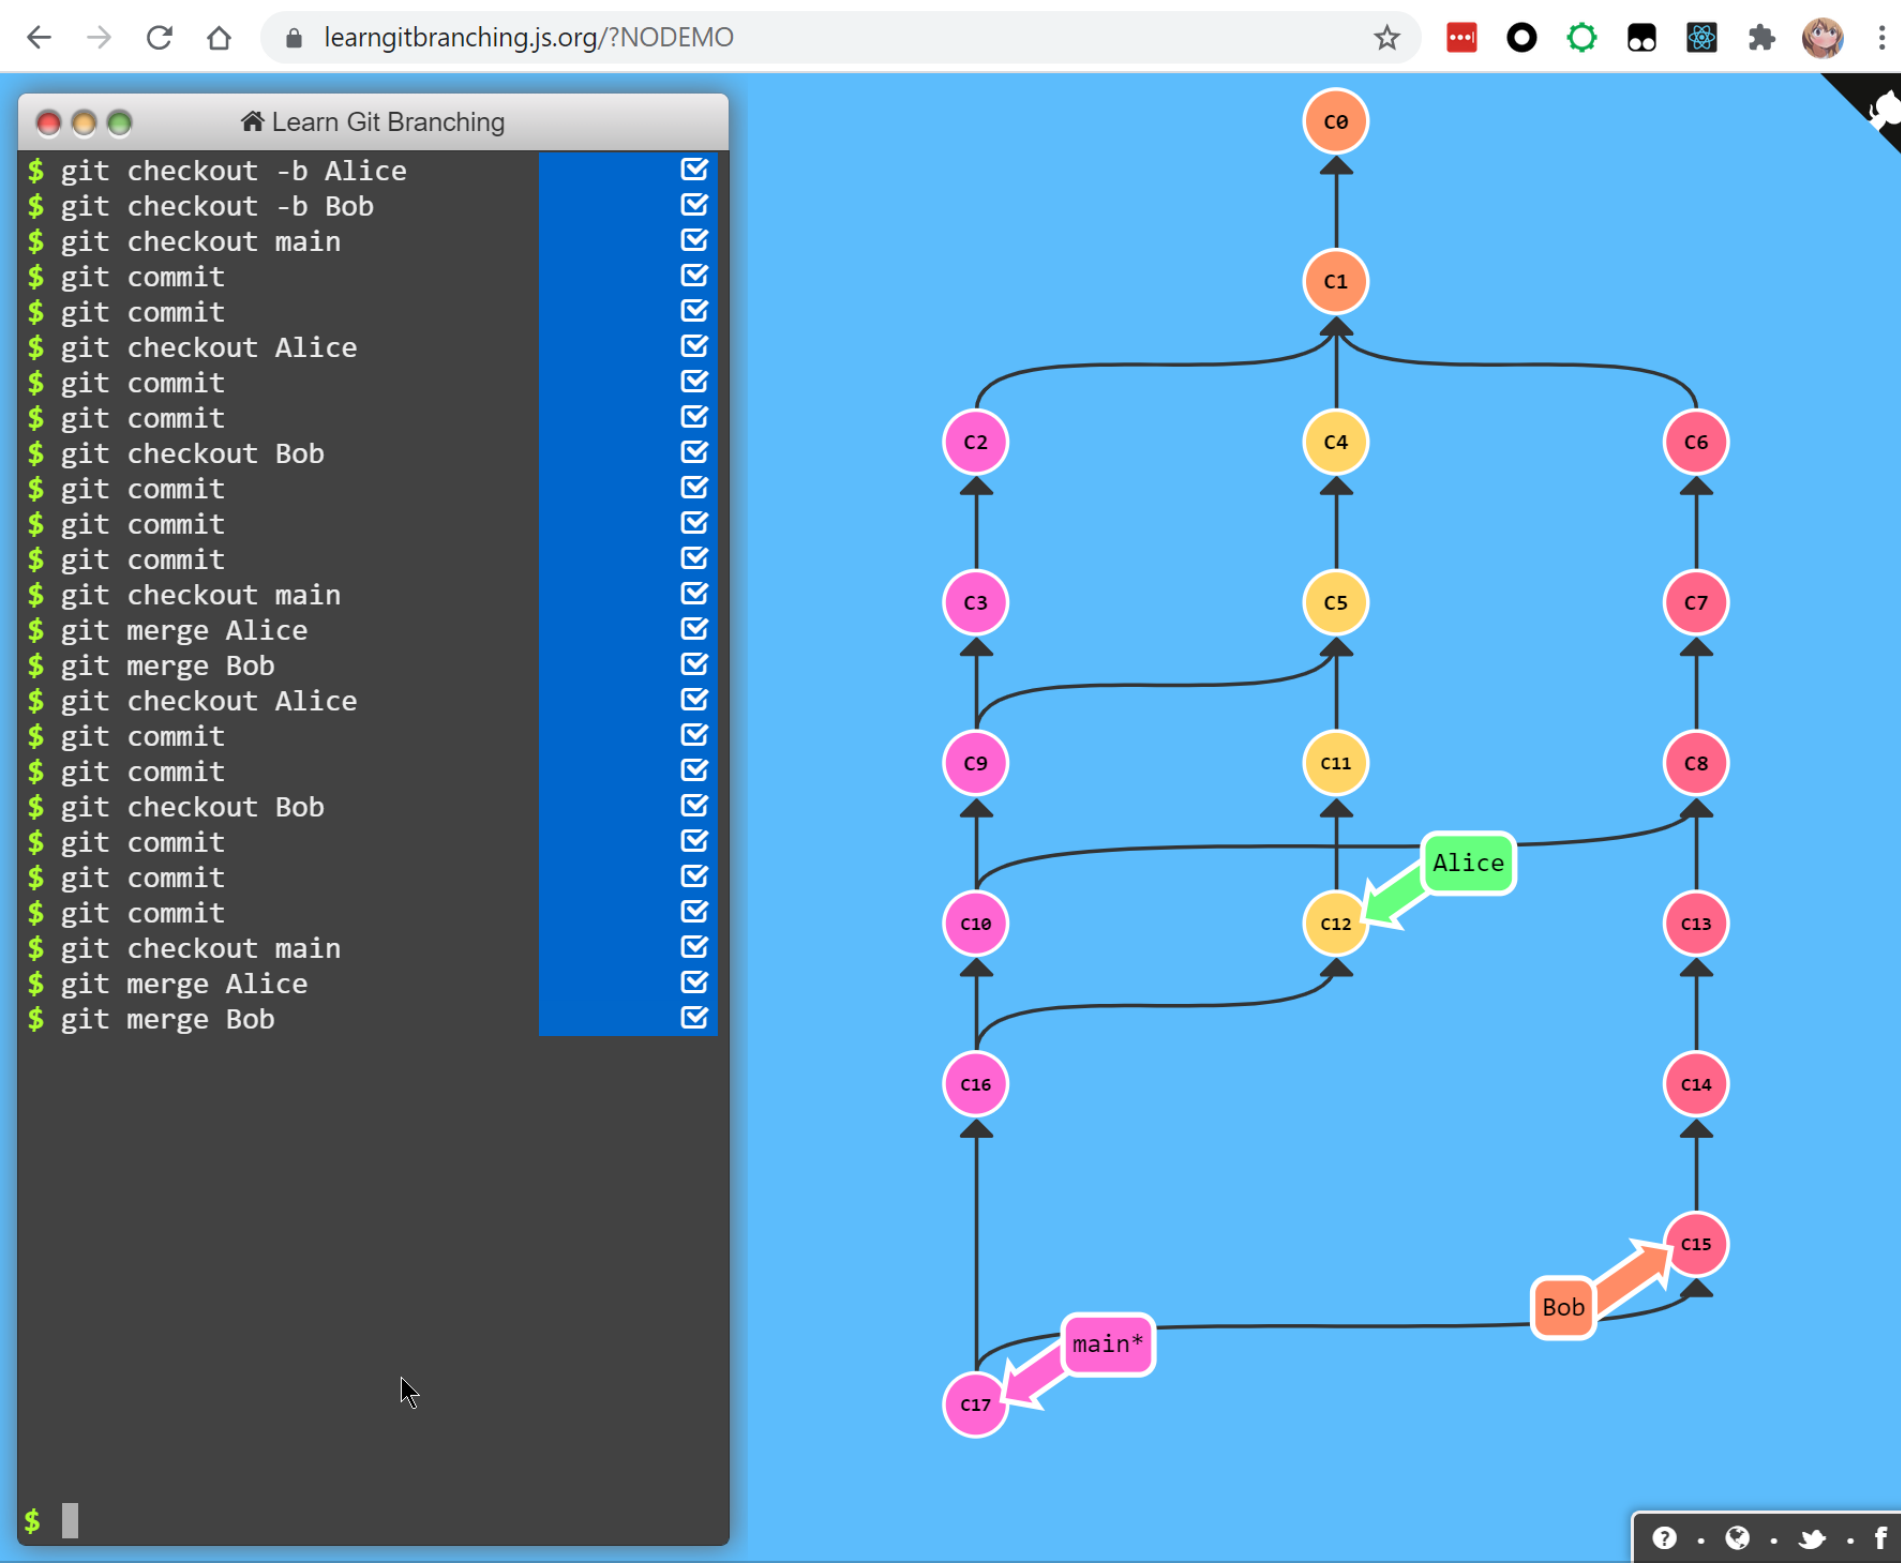 learngitbranching.js.org/?NODEMO
Learn Git Branching
$ git checkout -b Alice
$ git checkout -b Bob
$ git checkout main
$ git commit
$ git commit
$ git checkout Alice
$ git commit
$ git commit
$ git checkout Bob
$ git commit
$ git commit
$ git commit
$ git checkout main
$ git merge Alice
$ git merge Bob
$ git checkout Alice
$ git commit
$ git commit
$ git checkout Bob
$ git commit
$ git commit
$ git commit
$ git checkout main
$ git merge Alice
$ git merge Bob
$
C0
C1
C2 C4 C6
C3 C5 C7
C9 C11 C8
Alice
C10 C12 C13
C16 C14
C15
Bob
main*
C17